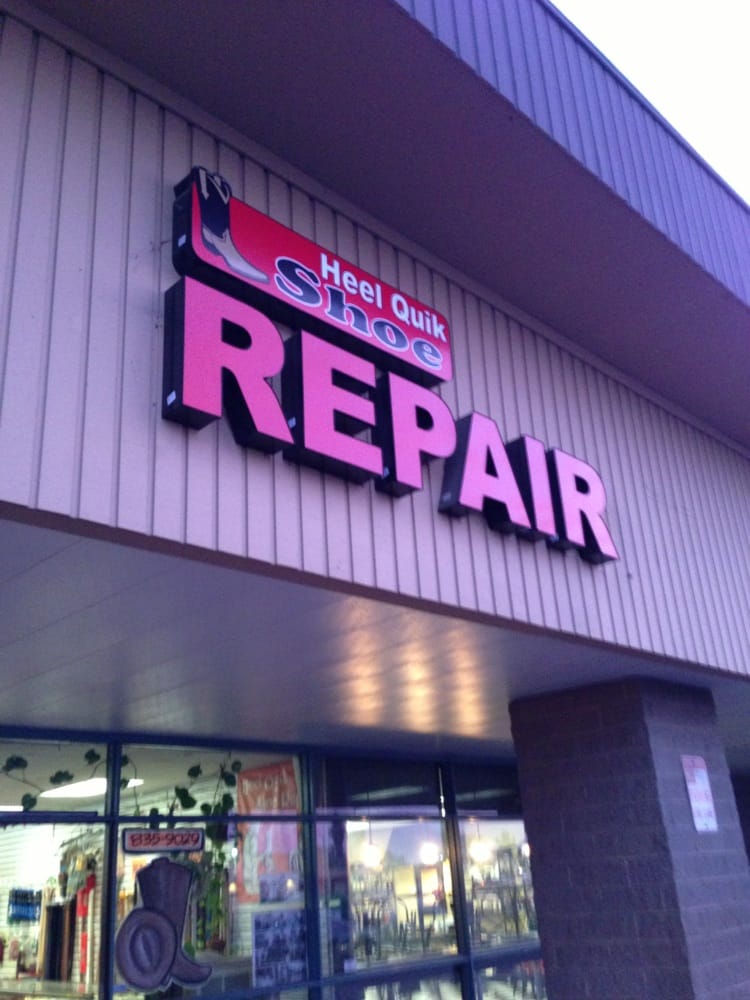 Heel Quik
Shoe
REPAIR
835-9029